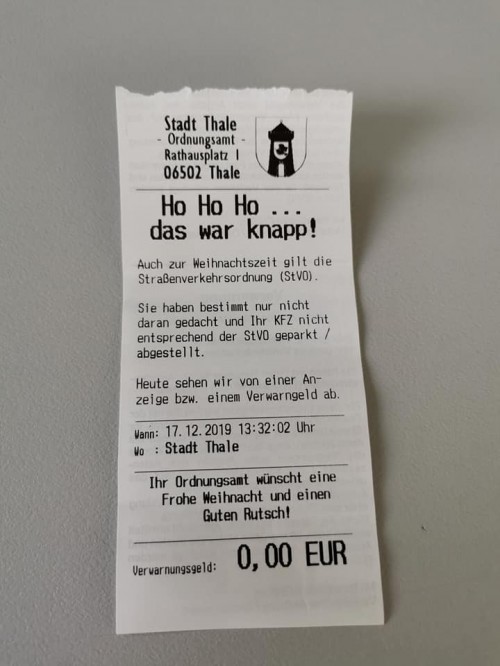 Stadt Thale
- Ordnungsamt -
Rathausplatz 1
06502 Thale
Ho Ho Ho ...
das war knapp!
Auch zur Weihnachtszeit gilt die
Straßenverkehrsordnung (StVO).
Sie haben bestimmt nur nicht
daran gedacht und Ihr KFZ nicht
entsprechend der StVO geparkt /
abgestellt.
Heute sehen wir von einer An-
zeige bzw. einem Verwarngeld ab.
Wann: 17.12.2019 13:32:02 Uhr
Wo : Stadt Thale
Ihr Ordnungsamt wünscht eine
Frohe Weihnacht und einen
Guten Rutsch!
Verwarnungsgeld: 0,00 EUR